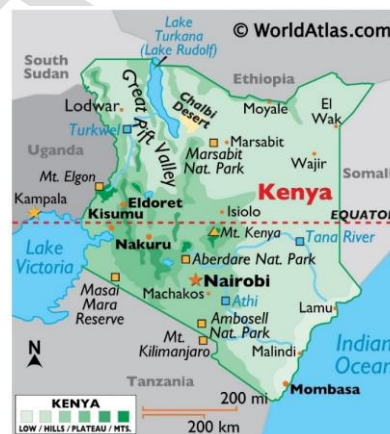 © WorldAtlas.com
Lake
Turkana
(Lake Rudolf)
South
Sudan
Ethiopia
Great
Rift Valley
Chalbi
Desert
Lodwar
Moyale
El
Wak
Turkwel
Marsabit
Marsabit
Nat. Park
Uganda
Wajir
Mt. Elgon
Somali
Kampala
Eldoret
Kenya
Kisumu
Isiolo
EQUATO
Mt. Kenya
Tana River
Nakuru
Lake
Victoria
Aberdare Nat. Park
Nairobi
Masai
Mara
Reserve
Machakos
Athi
Lamu
Ambosell
Nat. Park
Indian
Ocean
N
Mt.
Kilimanjaro
Malindi
Tanzania
Mombasa
KENYA
LOW / HILLS / PLATEAU / MTS.
200 mi
200 km